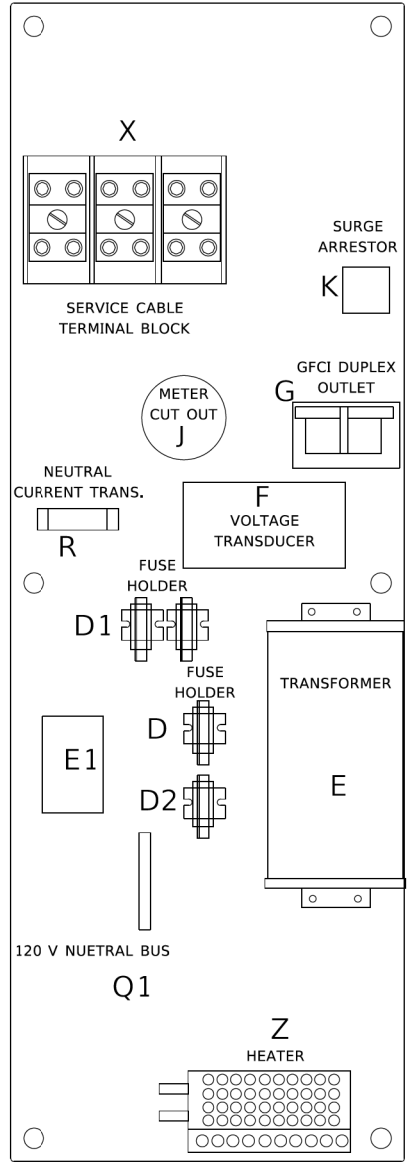 X
SURGE
ARRESTOR
K
SERVICE CABLE
TERMINAL BLOCK
GFCI DUPLEX
OUTLET
G
METER
CUT OUT
J
NEUTRAL
CURRENT TRANS.
R
F
VOLTAGE
TRANSDUCER
FUSE
HOLDER
D1
FUSE
HOLDER
D
TRANSFORMER
E
E1
D2
120 V NUETRAL BUS
Q1
Z
HEATER